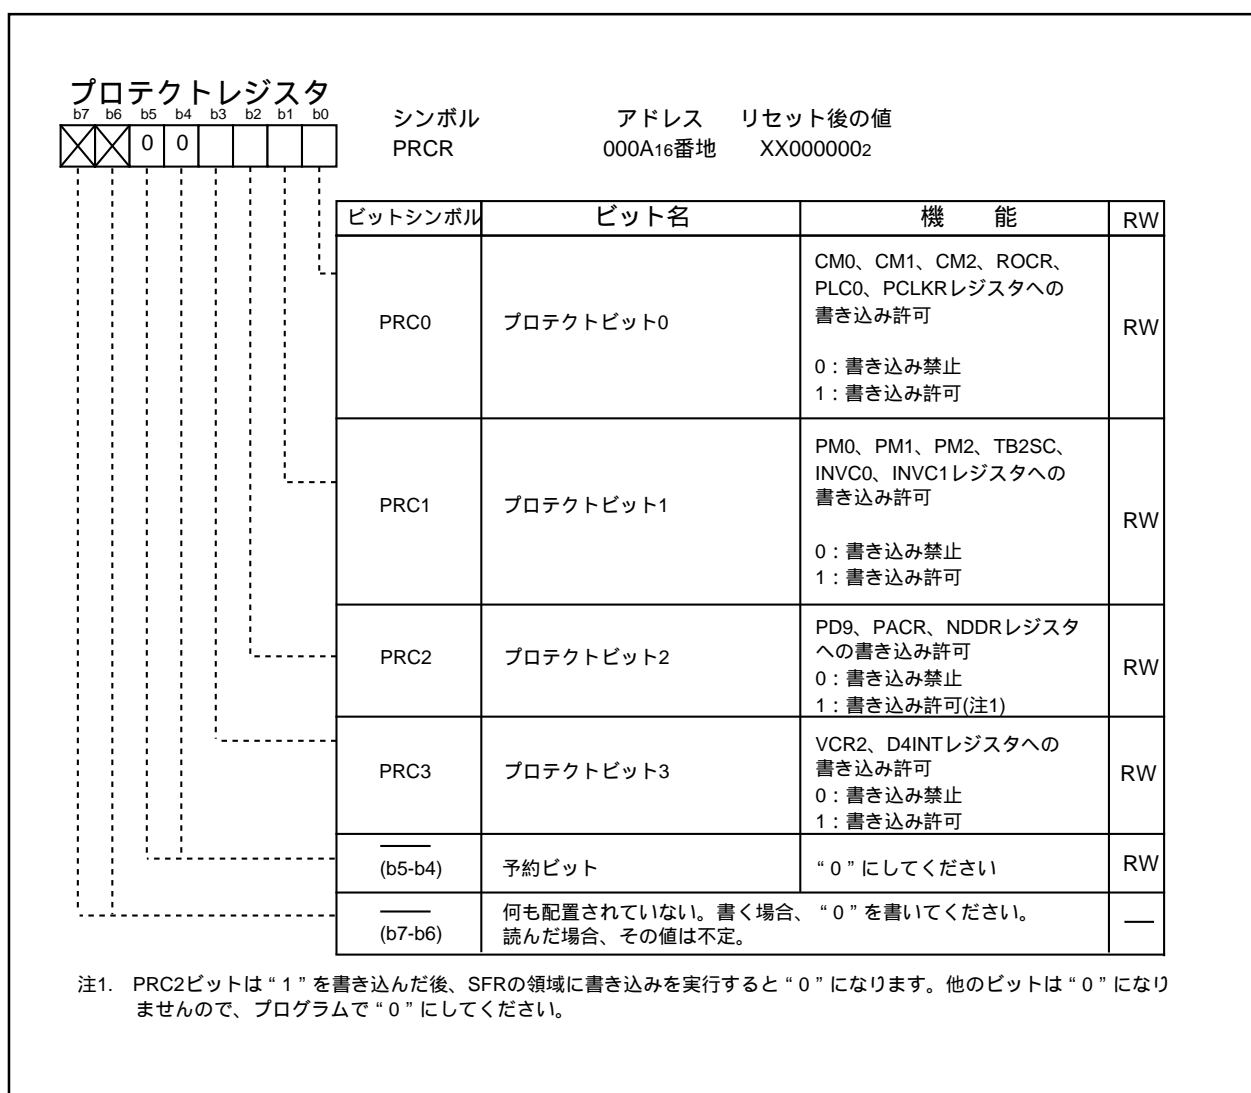 プロテクトレジスタ
b7 b6 b5 b4 b3 b2 b1 b0
0 0
シンボル アドレス リセット後の値
PRCR 000A16番地 XX0000002
ビットシンボル ビット名 機 能 RW
PRC0 プロテクトビット0 RW
CM0、CM1、CM2、ROCR、
PLC0、PCLKRレジスタへの
書き込み許可
0：書き込み禁止
1：書き込み許可
PRC1 プロテクトビット1 RW
PM0、PM1、PM2、TB2SC、
INVC0、INVC1レジスタへの
書き込み許可
0：書き込み禁止
1：書き込み許可
PRC2 プロテクトビット2 RW
PD9、PACR、NDDRレジスタ
への書き込み許可
0：書き込み禁止
1：書き込み許可(注1)
PRC3 プロテクトビット3 RW
VCR2、D4INTレジスタへの
書き込み許可
0：書き込み禁止
1：書き込み許可
(b5-b4) 予約ビット “0”にしてください RW
(b7-b6)
何も配置されていない。書く場合、“0”を書いてください。
読んだ場合、その値は不定。
注1. PRC2ビットは“1”を書き込んだ後、SFRの領域に書き込みを実行すると“0”になります。他のビットは“0”になり
ませんので、プログラムで“0”にしてください。